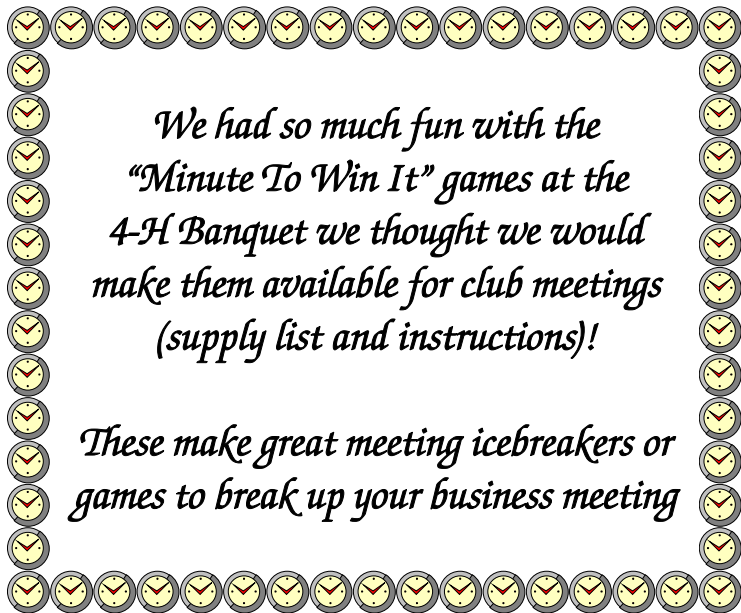 We had so much fun with the
“Minute To Win It” games at the
4-H Banquet we thought we would
make them available for club meetings
(supply list and instructions)!
These make great meeting icebreakers or
games to break up your business meeting